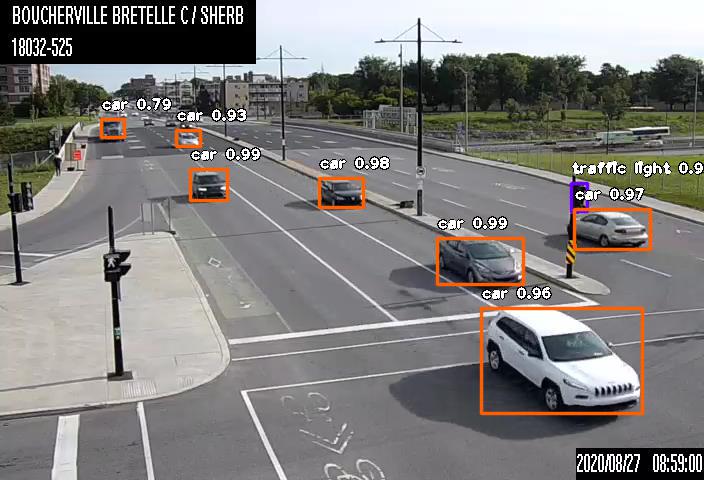 BOUCHERVILLE BRETELLE C / SHERB
18032-525
car 0.79
car 0.93
car 0.99
car 0.98
traffic light 0.9
car 0.97
car 0.99
car 0.96
2020/08/27 08:59:00